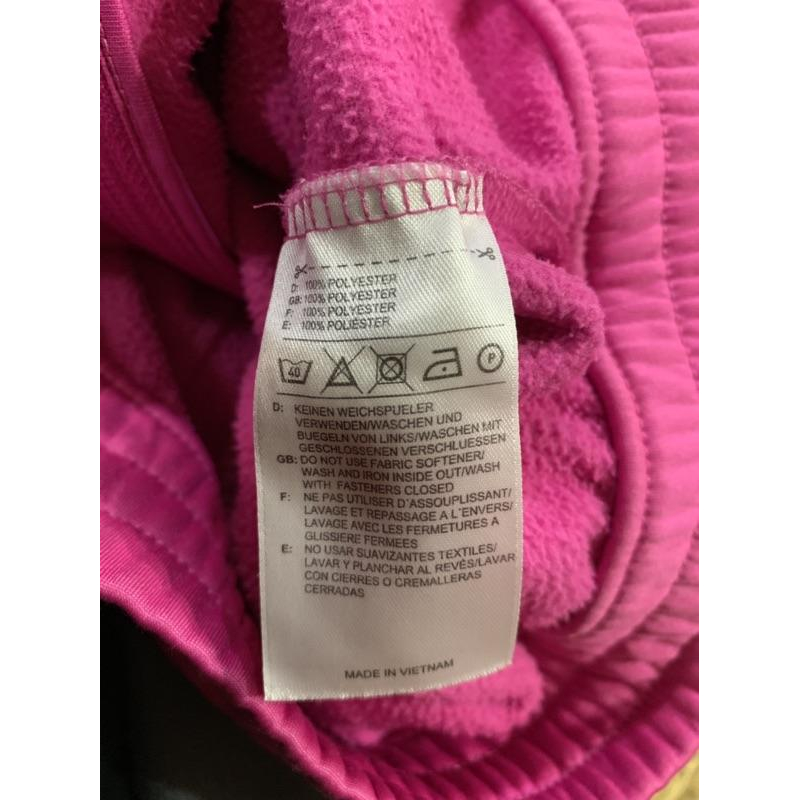 D: 100% POLYESTER
GB: 100% POLYESTER
F: 100% POLYESTER
E: 100% POLIÉSTER
40 P
D: KEINEN WEICHSPUELER
VERWENDEN/WASCHEN UND
BUEGELN VON LINKS/WASCHEN MIT
GESCHLOSSENEN VERSCHLUESSEN
GB: DO NOT USE FABRIC SOFTENER/
WASH AND IRON INSIDE OUT/WASH
WITH FASTENERS CLOSED
F: NE PAS UTILISER D'ASSOUPLISSANT/
LAVAGE ET REPASSAGE A L'ENVERS/
LAVAGE AVEC LES FERMETURES A
GLISSIERE FERMEES
E: NO USAR SUAVIZANTES TEXTILES/
LAVAR Y PLANCHAR AL REVÉS/LAVAR
CON CIERRES O CREMALLERAS
CERRADAS
MADE IN VIETNAM